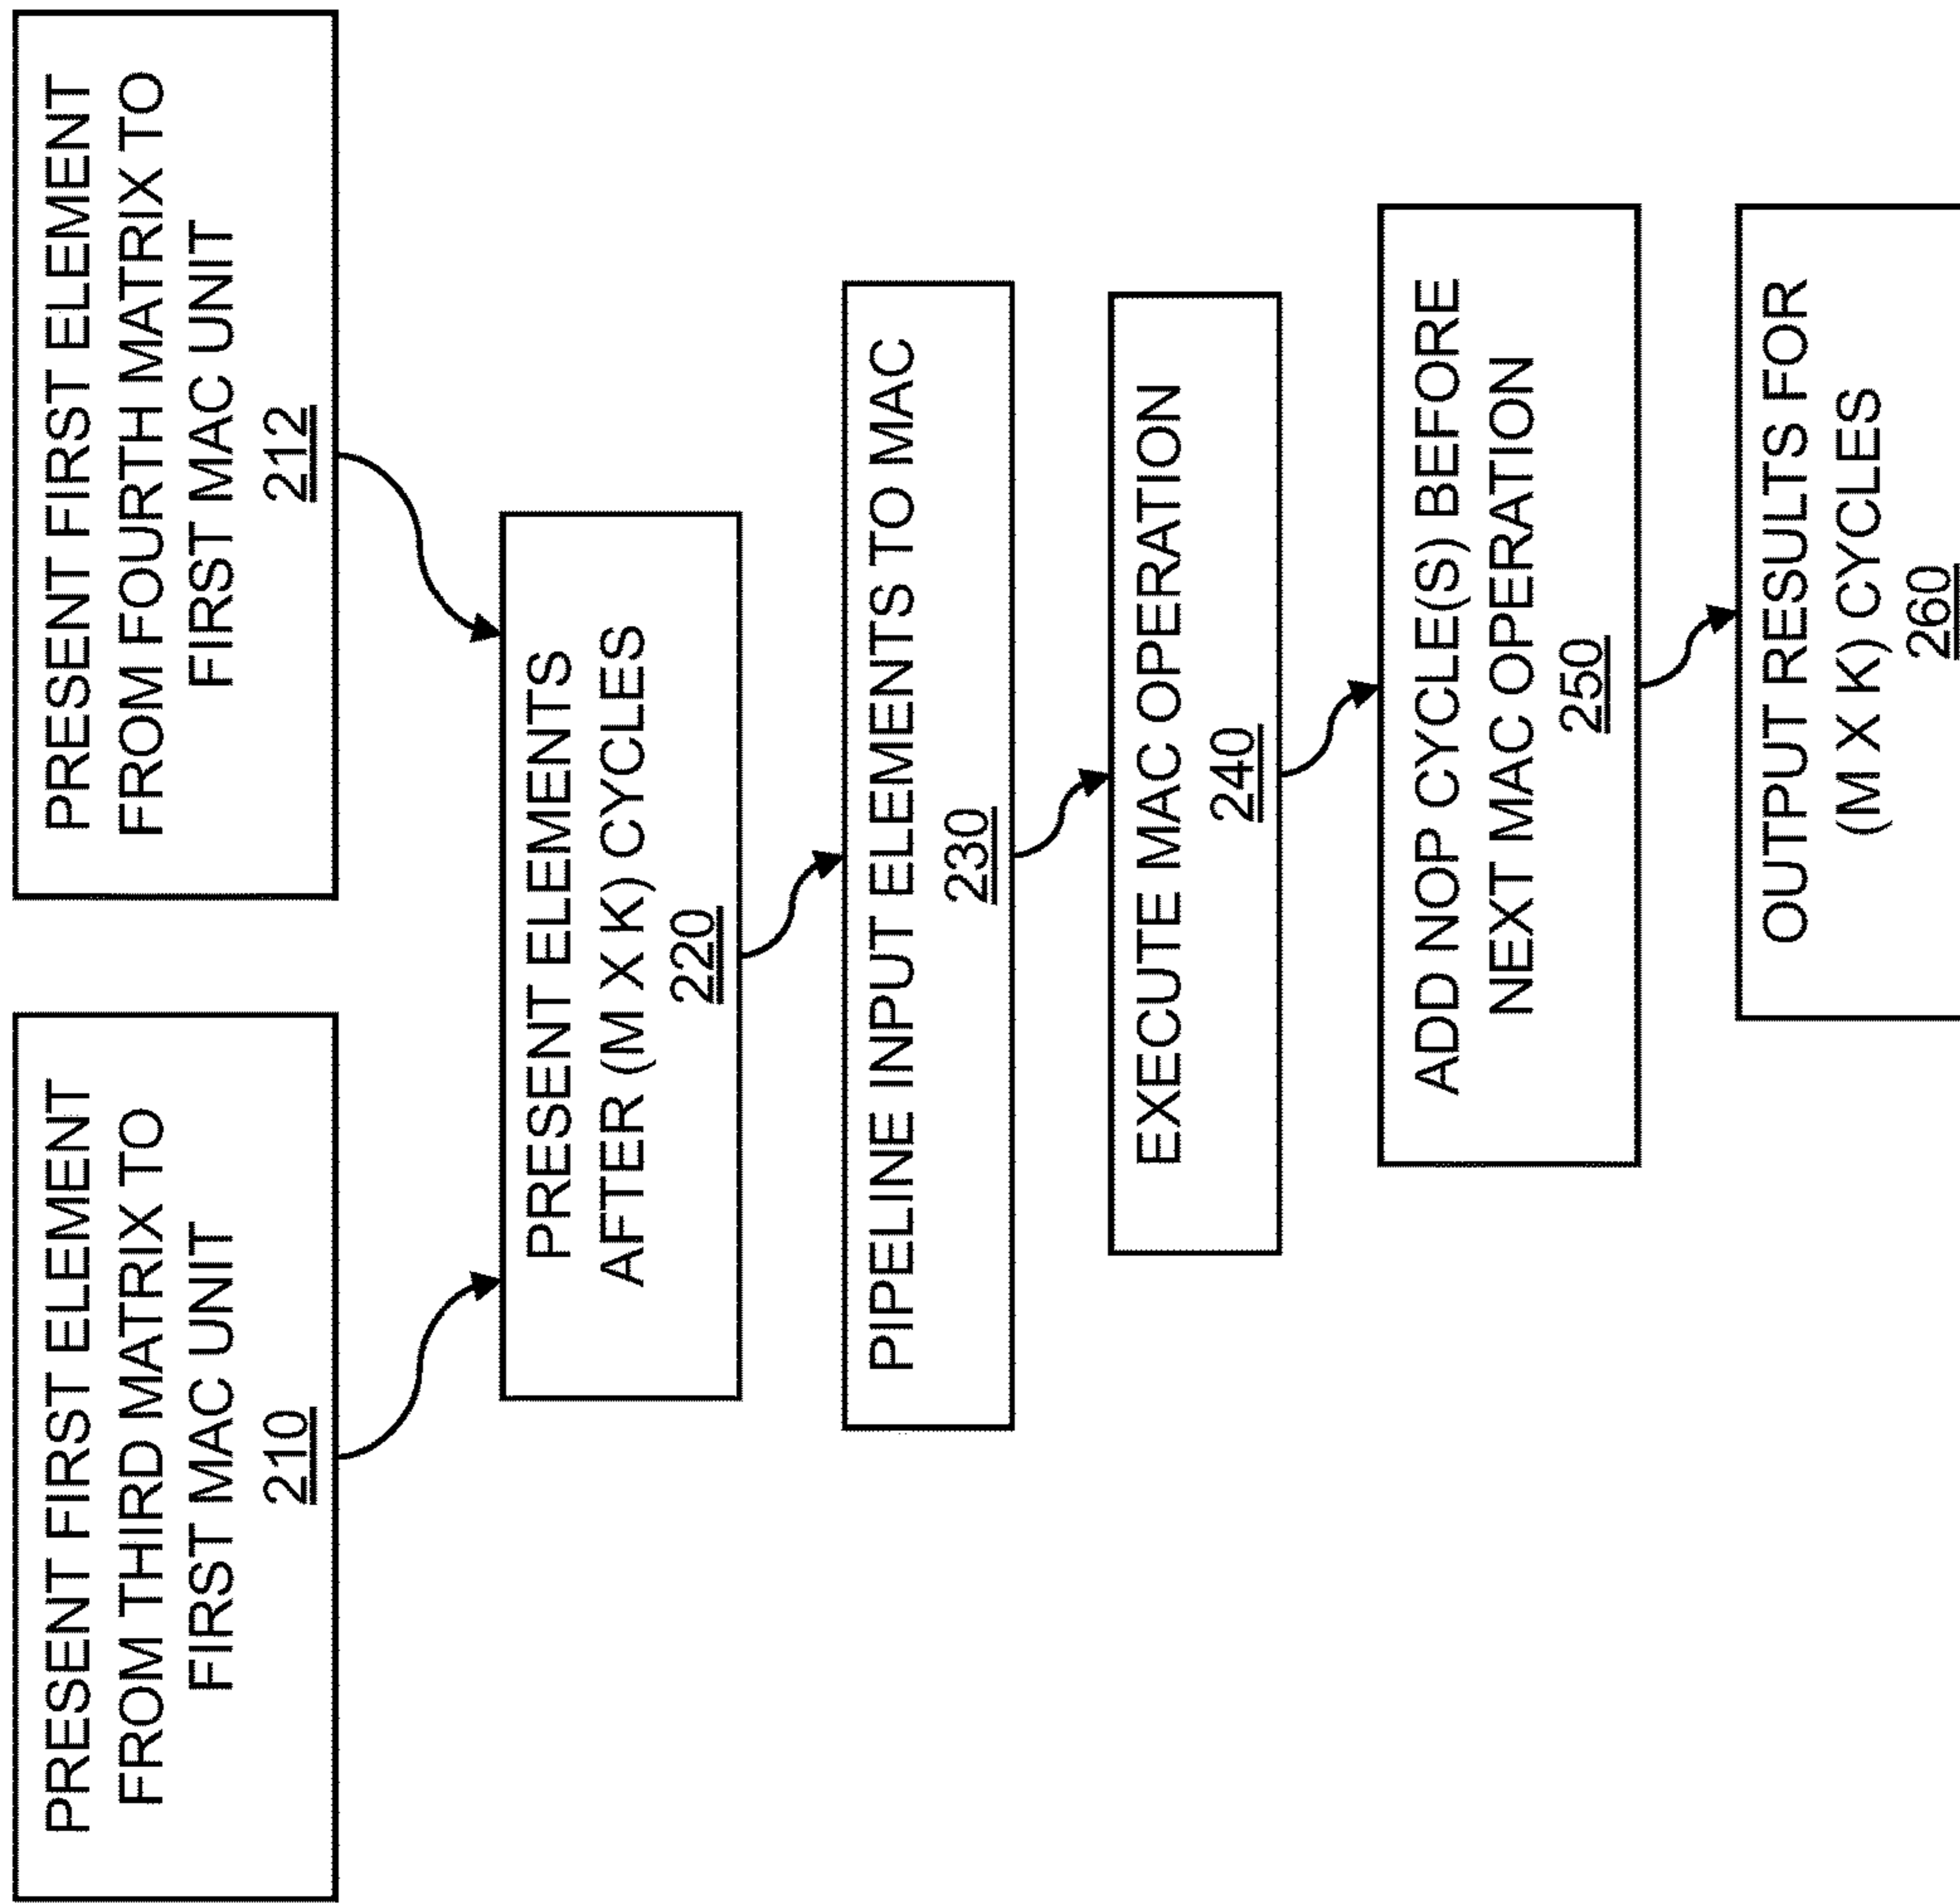 PRESENT FIRST ELEMENT
FROM THIRD MATRIX TO
FIRST MAC UNIT
210
PRESENT FIRST ELEMENT
FROM FOURTH MATRIX TO
FIRST MAC UNIT
212
PRESENT ELEMENTS
AFTER (M X K) CYCLES
220
PIPELINE INPUT ELEMENTS TO MAC
230
EXECUTE MAC OPERATION
240
ADD NOP CYCLE(S) BEFORE
NEXT MAC OPERATION
250
OUTPUT RESULTS FOR
(M X K) CYCLES
260